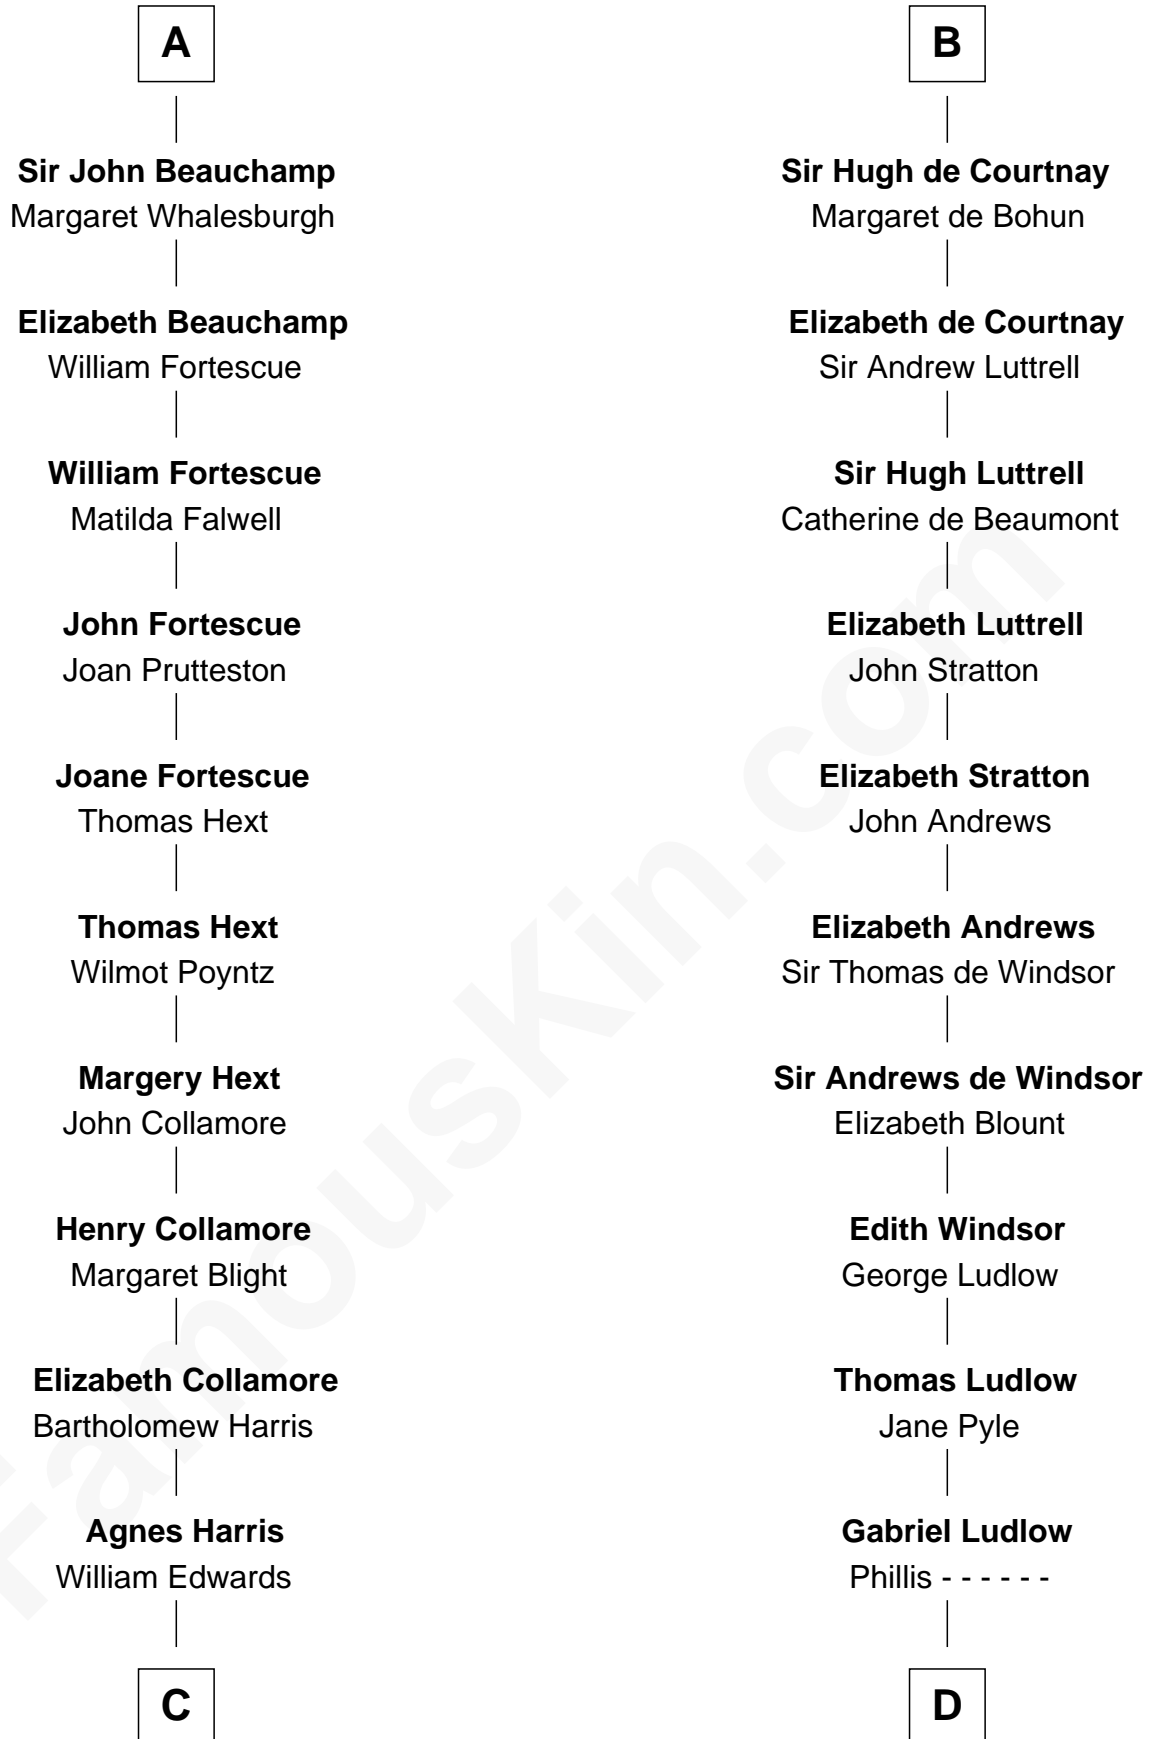 A
Sir John Beauchamp
Margaret Whalesburgh
Elizabeth Beauchamp
William Fortescue
William Fortescue
Matilda Falwell
John Fortescue
Joan Prutteston
Joane Fortescue
Thomas Hext
Thomas Hext
Wilmot Poyntz
Margery Hext
John Collamore
Henry Collamore
Margaret Blight
Elizabeth Collamore
Bartholomew Harris
Agnes Harris
William Edwards
C
B
Sir Hugh de Courtnay
Margaret de Bohun
Elizabeth de Courtnay
Sir Andrew Luttrell
Sir Hugh Luttrell
Catherine de Beaumont
Elizabeth Luttrell
John Stratton
Elizabeth Stratton
John Andrews
Elizabeth Andrews
Sir Thomas de Windsor
Sir Andrews de Windsor
Elizabeth Blount
Edith Windsor
George Ludlow
Thomas Ludlow
Jane Pyle
Gabriel Ludlow
Phillis - - - - - -
D
FamousKin.com